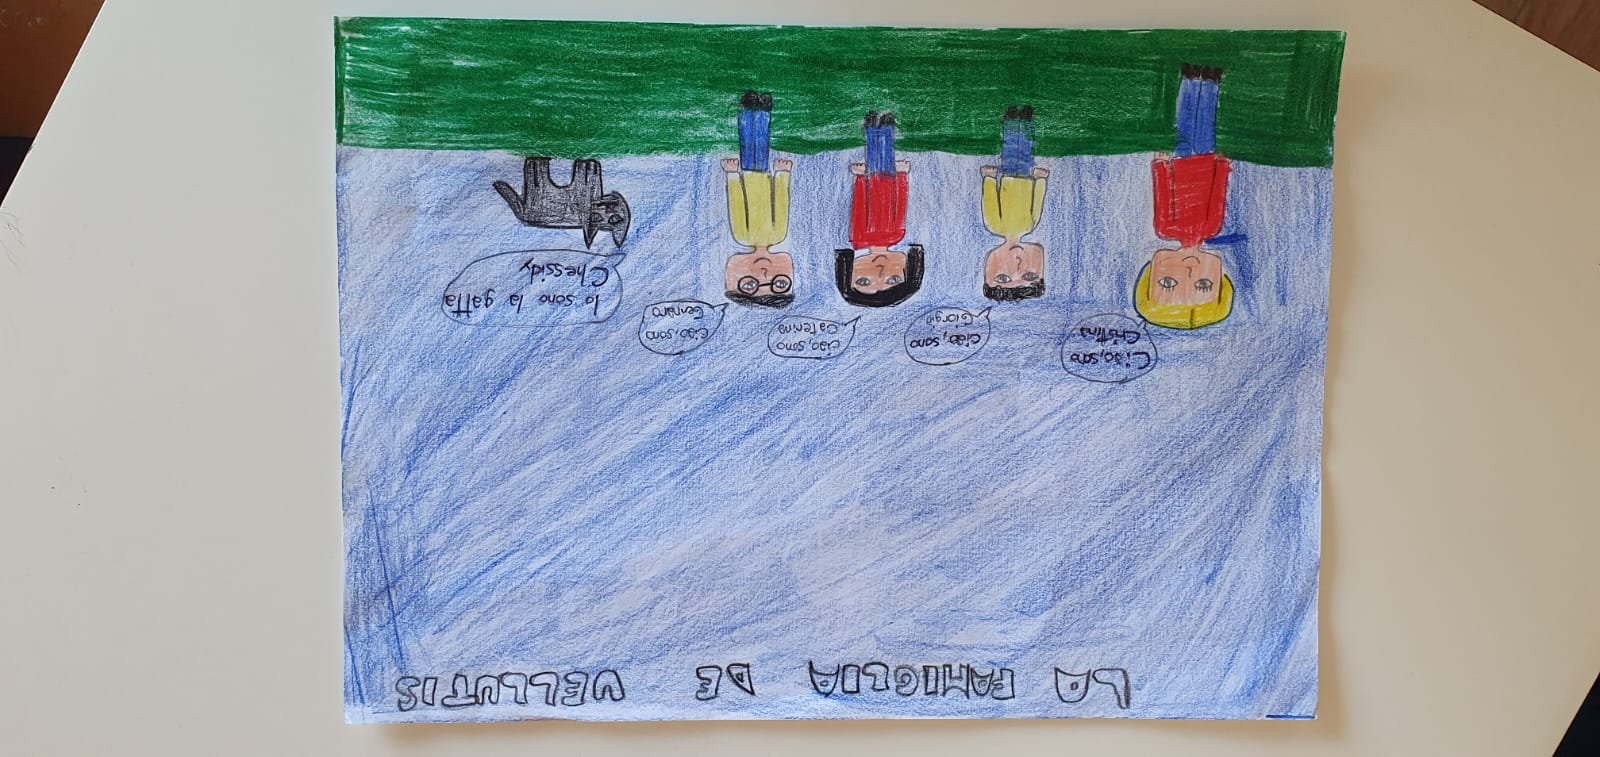 LA FAMIGLIA DE VELLUTIS
Ciao, sono
Cristina
Ciao, sono
Giorgio
Ciao, sono
Caterina
Ciao, sono
Gennaro
Io sono la gatta
Chessidy